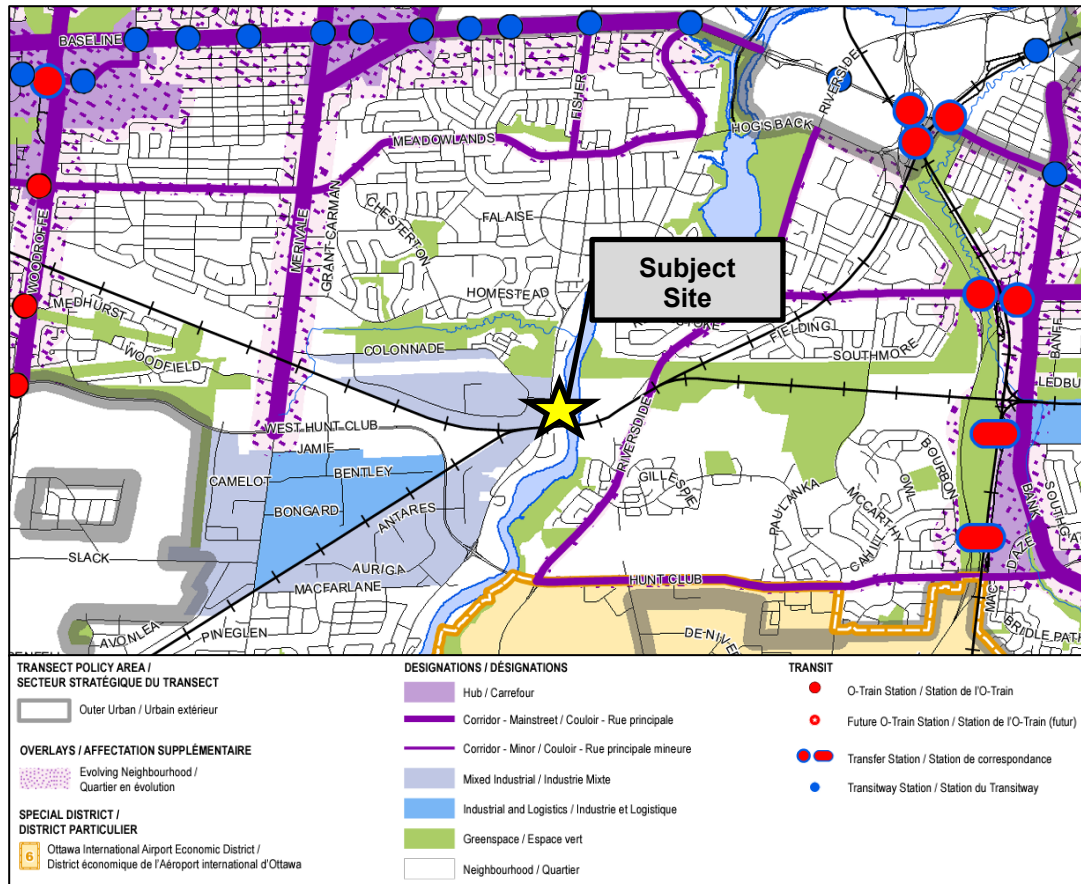 BASELINE
RIVERSIDE
FISHER
HOG'S BACK
MEADOWLANDS
MERIVALE
GRANT CARMAN
CHESTERTON
FALAISE
WOODROFFE
Subject
Site
HOMESTEAD
MEDHURST
FIELDING
BANFF
COLONNADE
SOUTHMORE
WOODFIELD
LEDBU
WEST HUNT CLUB
RIVERSIDE
JAMIE
BENTLEY
CAMELOT
GILLESPIE
BOURBON
OWL
BANK
BONGARD
ANTARES
PAUL ANKA
MCCARTHY
CAHILL
SLACK
DAZE
AURIGA
MACFARLANE
HUNT CLUB
AVONLEA
PINEGLEN
BRIDLE PATH
TRANSECT POLICY AREA /
SECTEUR STRATÉGIQUE DU TRANSECT
Outer Urban / Urbain extérieur
OVERLAYS / AFFECTATION SUPPLÉMENTAIRE
Evolving Neighbourhood /
Quartier en évolution
SPECIAL DISTRICT /
DISTRICT PARTICULIER
6
Ottawa International Airport Economic District /
District économique de l'Aéroport international d'Ottawa
DESIGNATIONS / DÉSIGNATIONS
Hub / Carrefour
Corridor - Mainstreet / Couloir - Rue principale
Corridor - Minor / Couloir - Rue principale mineure
Mixed Industrial / Industrie Mixte
Industrial and Logistics / Industrie et Logistique
Greenspace / Espace vert
Neighbourhood / Quartier
TRANSIT
O-Train Station / Station de l'O-Train
Future O-Train Station / Station de l'O-Train (futur)
Transfer Station / Station de correspondance
Transitway Station / Station du Transitway